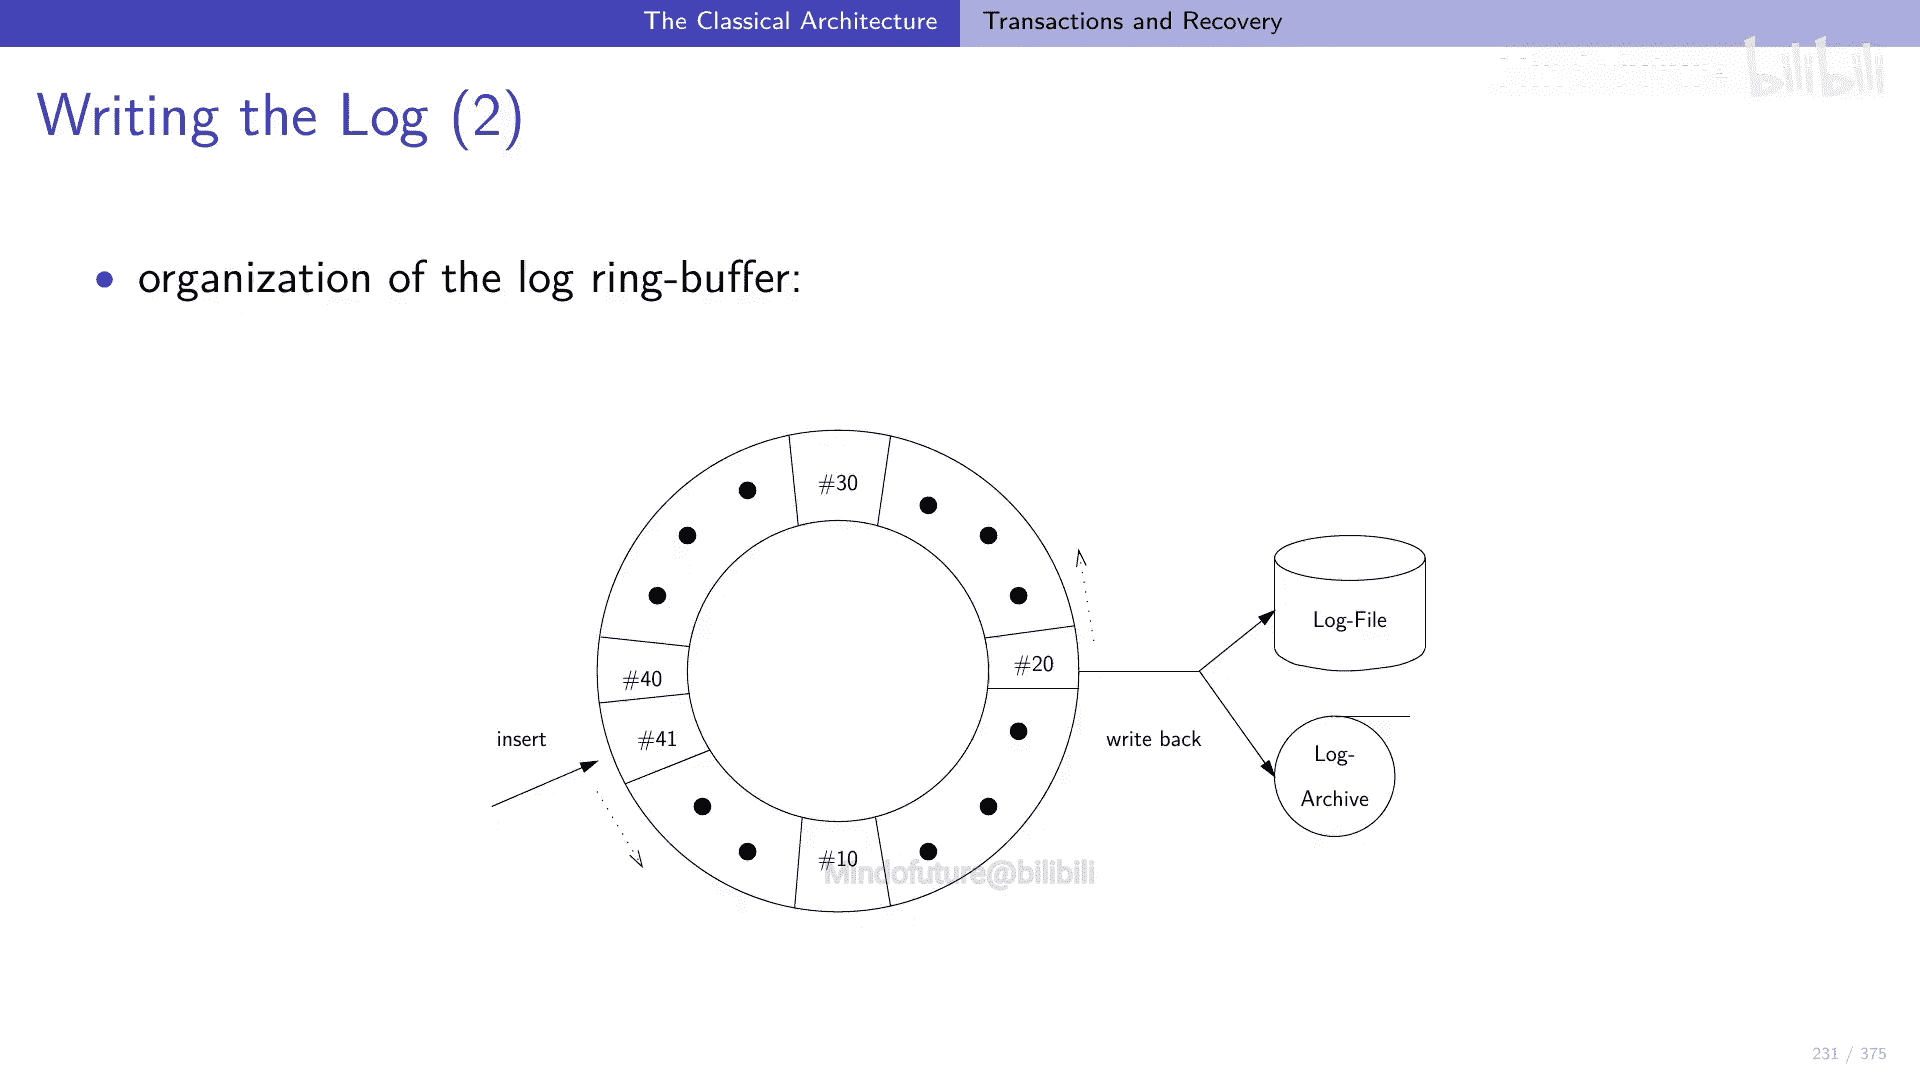 The Classical Architecture
Transactions and Recovery
bilibili
Writing the Log (2)
• organization of the log ring-buffer:
#30
#40
#20
#41
#10
insert
write back
Log-File
Log-
Archive
Mindofuture@bilibili
231 / 375